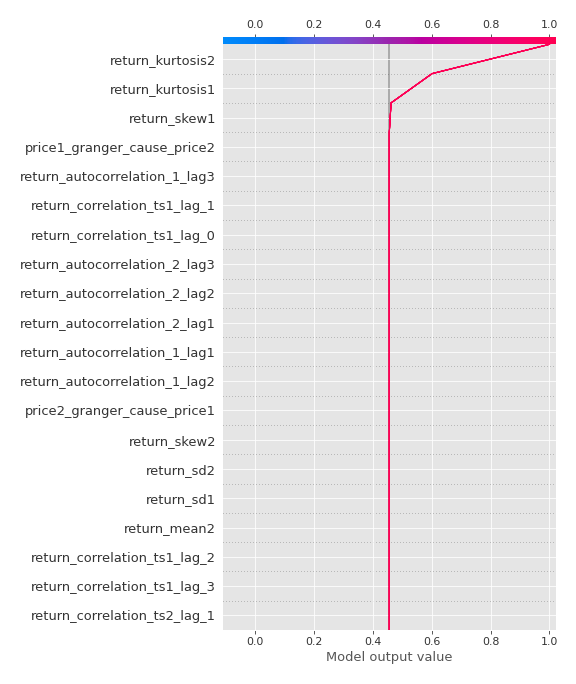 0.0 0.2 0.4 0.6 0.8 1.0
return_kurtosis2
return_kurtosis1
return_skew1
price1_granger_cause_price2
return_autocorrelation_1_lag3
return_correlation_ts1_lag_1
return_correlation_ts1_lag_0
return_autocorrelation_2_lag3
return_autocorrelation_2_lag2
return_autocorrelation_2_lag1
return_autocorrelation_1_lag1
return_autocorrelation_1_lag2
price2_granger_cause_price1
return_skew2
return_sd2
return_sd1
return_mean2
return_correlation_ts1_lag_2
return_correlation_ts1_lag_3
return_correlation_ts2_lag_1
0.0 0.2 0.4 0.6 0.8 1.0
Model output value